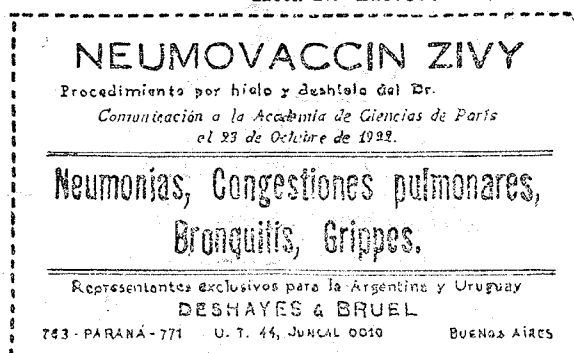 NEUMOVACCIN ZIVY
Procedimiento por hielo y deshielo del Dr.
Comunicación a la Academia de Ciencias de París
el 23 de Octubre de 1922.
Neumonías, Congestiones pulmonares,
Bronquitis, Grippes.
Representantes exclusivos para la Argentina y Uruguay
DESHAYES & BRUEL
763 - PARANÁ - 771 U. T. 44, JUNCAL 0010 BUENOS AIRES